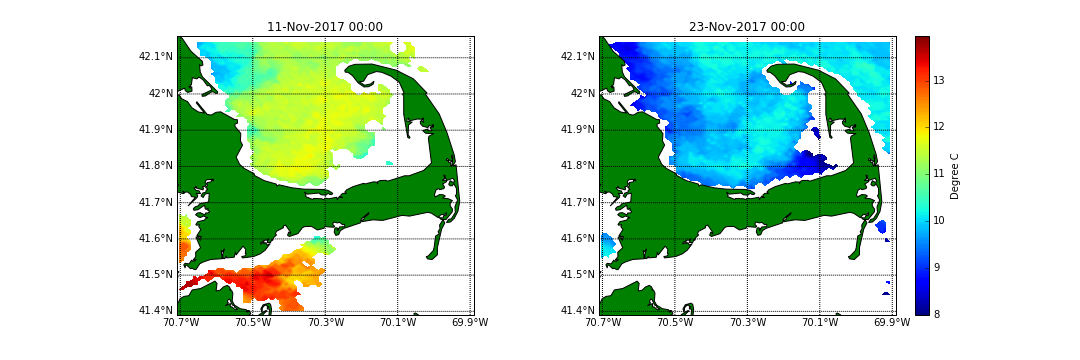 11-Nov-2017 00:00
42.1°N
42°N
41.9°N
41.8°N
41.7°N
41.6°N
41.5°N
41.4°N
70.7°W 70.5°W 70.3°W 70.1°W 69.9°W
23-Nov-2017 00:00
42.1°N
42°N
41.9°N
41.8°N
41.7°N
41.6°N
41.5°N
41.4°N
70.7°W 70.5°W 70.3°W 70.1°W 69.9°W
13
12
11
10
9
8
Degree C